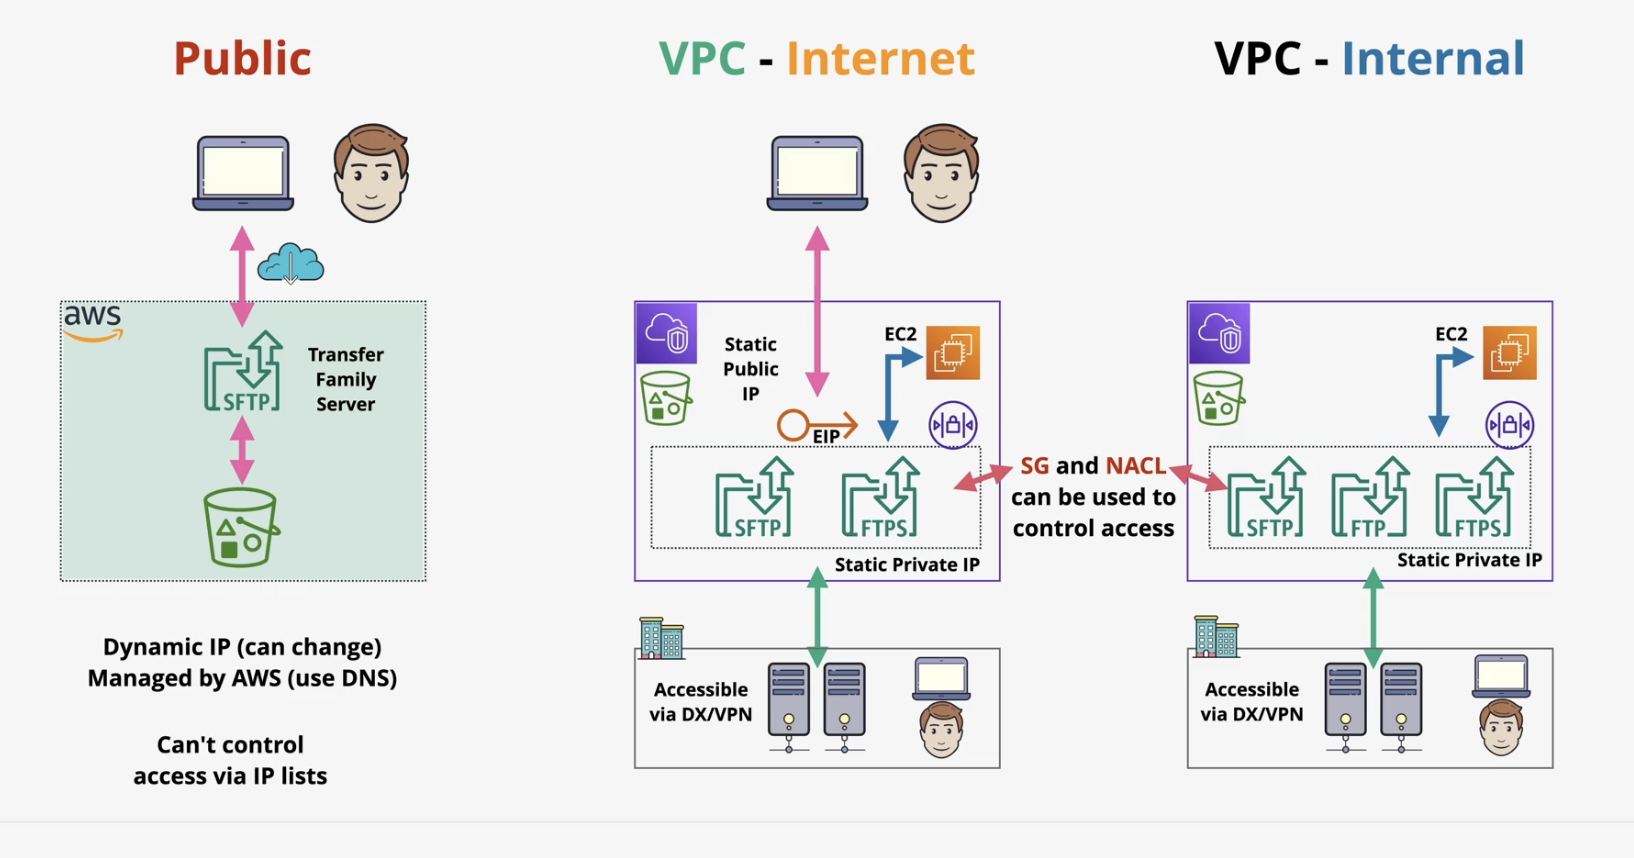 Public
VPC - Internet
VPC - Internal
aws
Transfer
Family
Server
SFTP
Dynamic IP (can change)
Managed by AWS (use DNS)
Can't control
access via IP lists
Static
Public
IP
EC2
EIP
SFTP
FTPS
Static Private IP
Accessible
via DX/VPN
SG and NACL
can be used to
control access
EC2
SFTP
FTP
FTPS
Static Private IP
Accessible
via DX/VPN